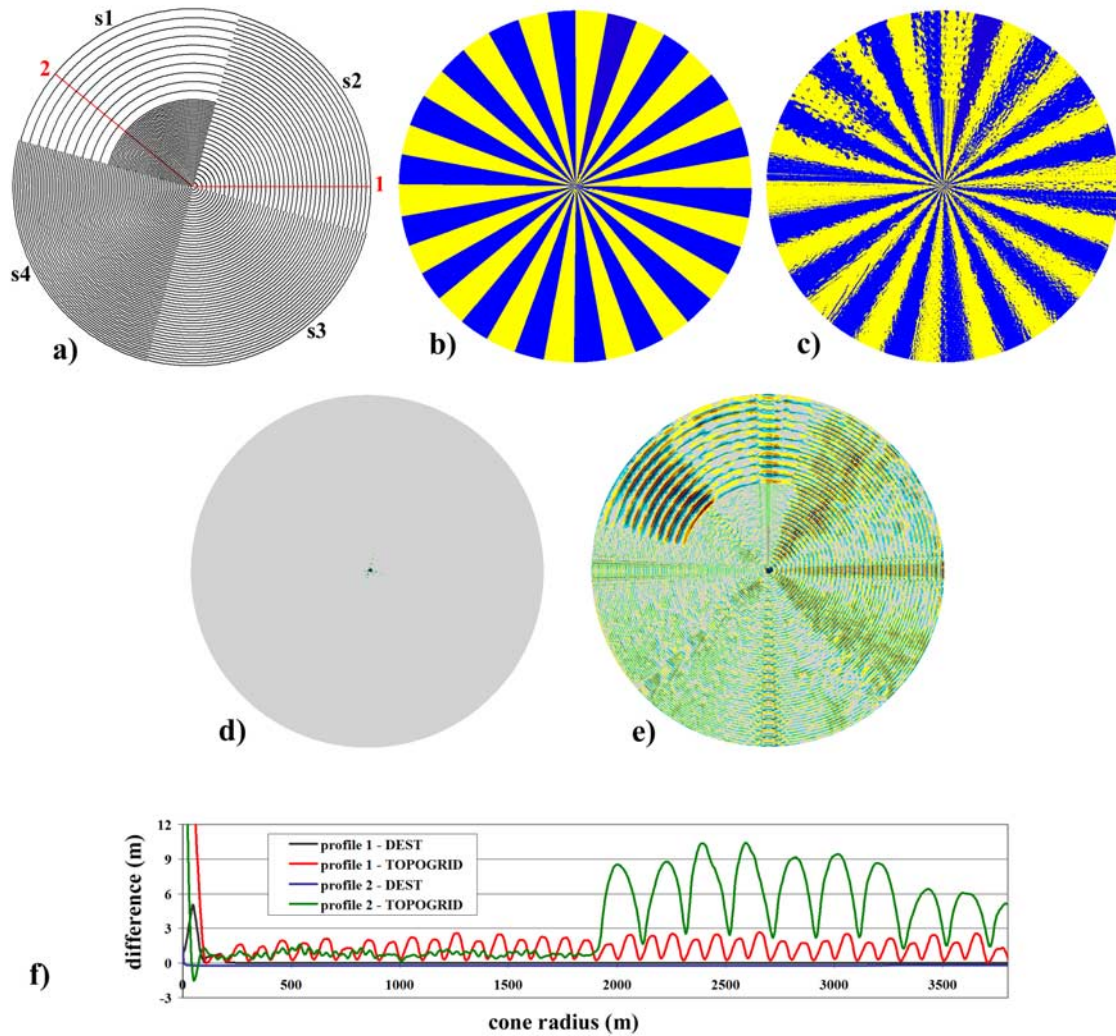 s1
2
s2
1
s4
s3
a)
b)
c)
d)
e)
12
9
6
3
0
-3
difference (m)
profile 1 - DEST
profile 1 - TOPOGRID
profile 2 - DEST
profile 2 - TOPOGRID
0 500 1000 1500 2000 2500 3000 3500
f)
cone radius (m)